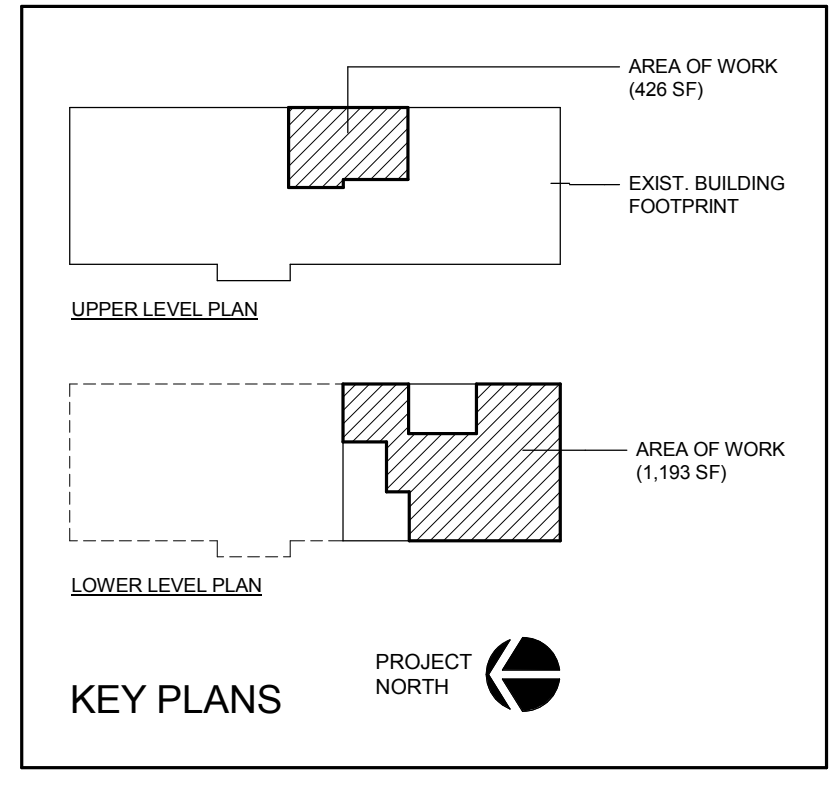 AREA OF WORK
(426 SF)
EXIST. BUILDING
FOOTPRINT
UPPER LEVEL PLAN
AREA OF WORK
(1,193 SF)
LOWER LEVEL PLAN
PROJECT
NORTH
KEY PLANS